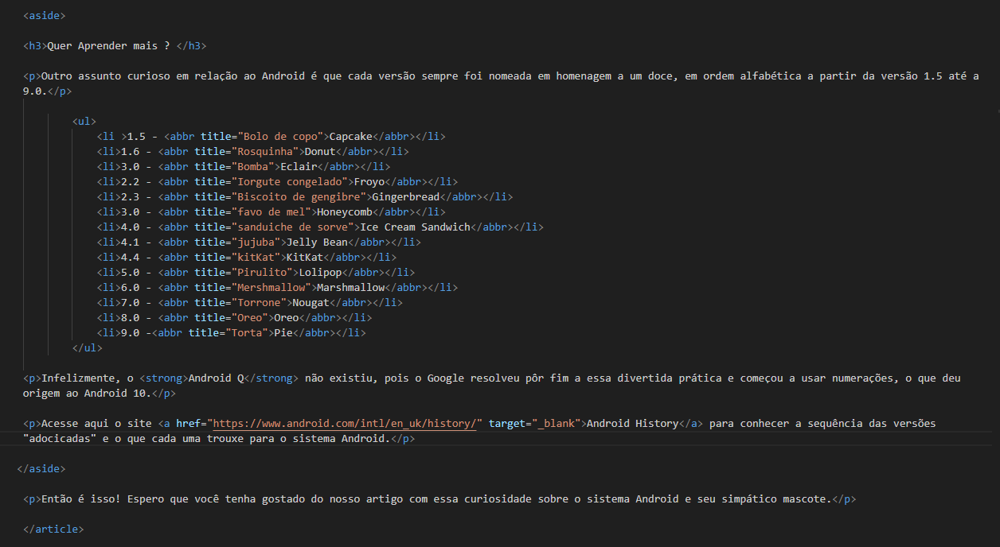 <aside>
<h3>Quer Aprender mais ? </h3>
<p>Outro assunto curioso em relação ao Android é que cada versão sempre foi nomeada em homenagem a um doce, em ordem alfabética a partir da versão 1.5 até a
9.0.</p>
<ul>
<li >1.5 - <abbr title="Bolo de copo">Capcake</abbr></li>
<li>1.6 - <abbr title="Rosquinha">Donut</abbr></li>
<li>3.0 - <abbr title="Bomba">Eclair</abbr></li>
<li>2.2 - <abbr title="Iorgute congelado">Froyo</abbr></li>
<li>2.3 - <abbr title="Biscoito de gengibre">Gingerbread</abbr></li>
<li>3.0 - <abbr title="favo de mel">Honeycomb</abbr></li>
<li>4.0 - <abbr title="sanduiche de sorve">Ice Cream Sandwich</abbr></li>
<li>4.1 - <abbr title="jujuba">Jelly Bean</abbr></li>
<li>4.4 - <abbr title="kitKat">KitKat</abbr></li>
<li>5.0 - <abbr title="Pirulito">Lolipop</abbr></li>
<li>6.0 - <abbr title="Mershmallow">Marshmallow</abbr></li>
<li>7.0 - <abbr title="Torrone">Nougat</abbr></li>
<li>8.0 - <abbr title="Oreo">Oreo</abbr></li>
<li>9.0 -<abbr title="Torta">Pie</abbr></li>
</ul>
<p>Infelizmente, o <strong>Android Q</strong> não existiu, pois o Google resolveu pôr fim a essa divertida prática e começou a usar numerações, o que deu
origem ao Android 10.</p>
<p>Acesse aqui o site <a href="https://www.android.com/intl/en_uk/history/" target="_blank">Android History</a> para conhecer a sequência das versões
"adocicadas" e o que cada uma trouxe para o sistema Android.</p>
</aside>
<p>Então é isso! Espero que você tenha gostado do nosso artigo com essa curiosidade sobre o sistema Android e seu simpático mascote.</p>
</article>